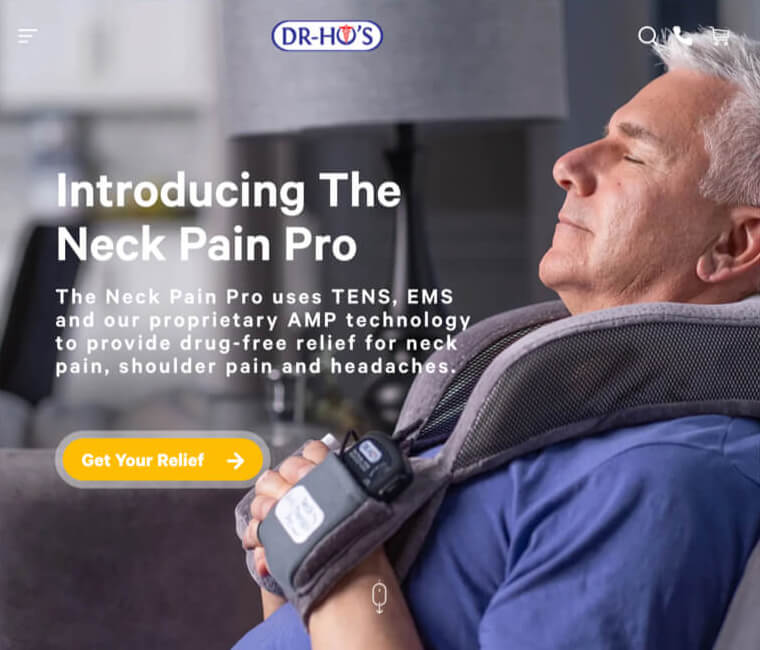 DR-HO'S
Introducing The
Neck Pain Pro
The Neck Pain Pro uses TENS, EMS
and our proprietary AMP technology
to provide drug-free relief for neck
pain, shoulder pain and headaches.
Get Your Relief